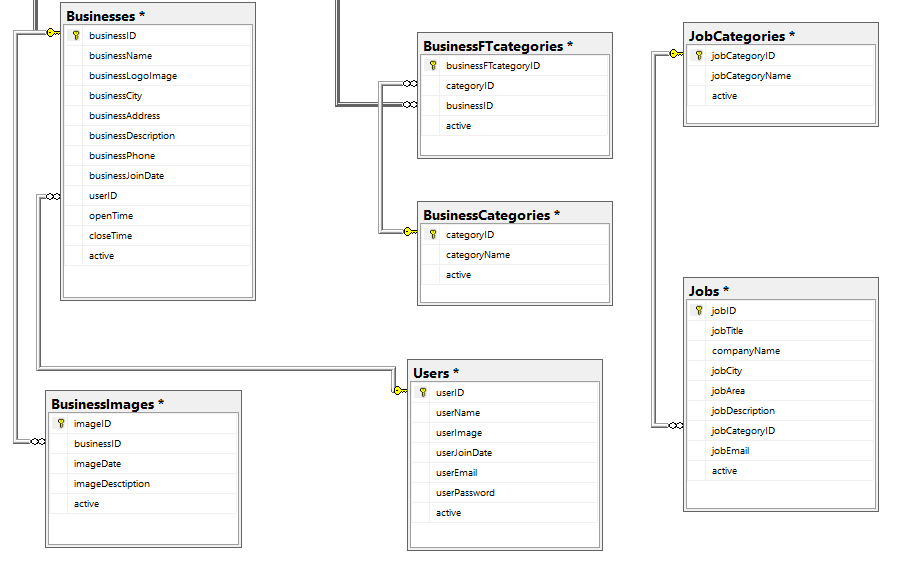 Businesses *
businessID
businessName
businessLogoImage
businessCity
businessAddress
businessDescription
businessPhone
businessJoinDate
userID
openTime
closeTime
active
BusinessFTcategories *
businessFTcategoryID
categoryID
businessID
active
JobCategories *
jobCategoryID
jobCategoryName
active
BusinessCategories *
categoryID
categoryName
active
Jobs *
jobID
jobTitle
companyName
jobCity
jobArea
jobDescription
jobCategoryID
jobEmail
active
BusinessImages *
imageID
businessID
imageDate
imageDesctiption
active
Users *
userID
userName
userImage
userJoinDate
userEmail
userPassword
active